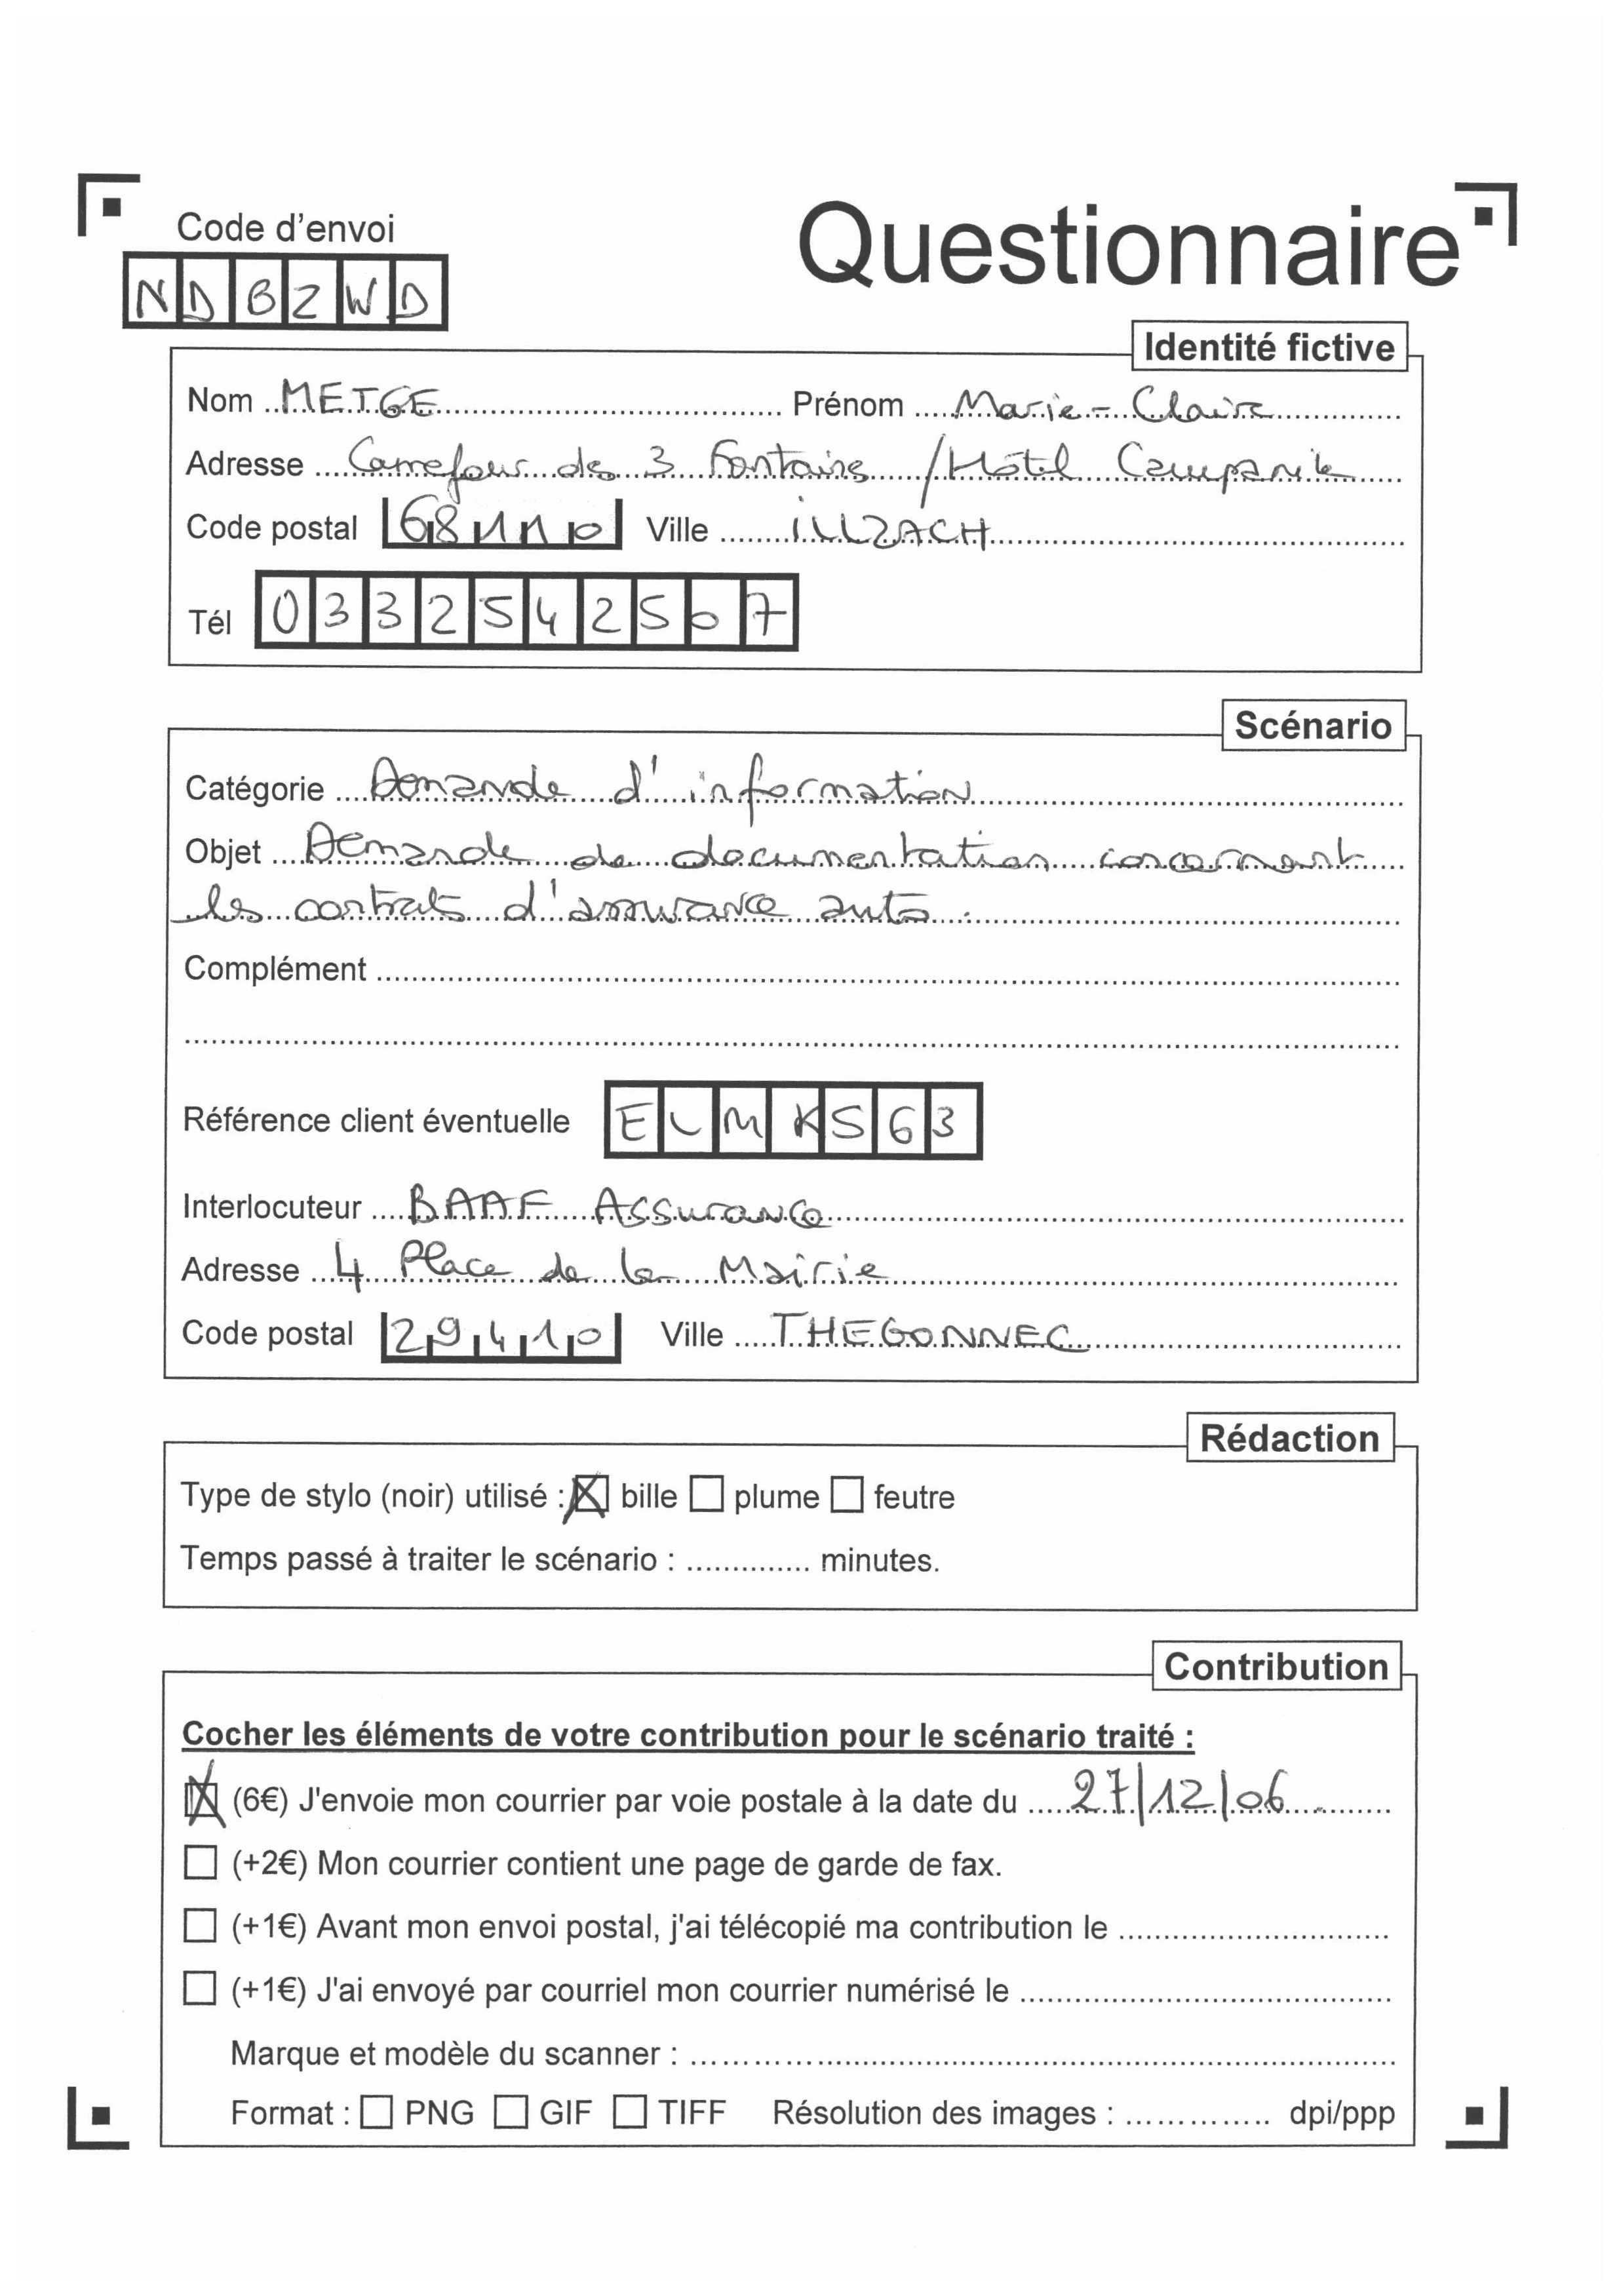 Code d'envoi
Questionnaire
NDBZWD
Identité fictive
Nom METGE Prénom Marie-Claire
Adresse Carrefour des 3 Fontaines / Hôtel Campanile
Code postal 68110 Ville ILLZACH
Tél 0332542507
Scénario
Catégorie Demande d'information
Objet Demande de documentation concernant
les contrats d'assurance auto.
Complément
Référence client éventuelle ELMKS63
Interlocuteur BAAF Assurance
Adresse 4 Place de la Mairie
Code postal 29410 Ville THEGONNEC
Rédaction
Type de stylo (noir) utilisé : bille plume feutre
Temps passé à traiter le scénario : .............. minutes.
Contribution
Cocher les éléments de votre contribution pour le scénario traité :
(6€) J'envoie mon courrier par voie postale à la date du 27/12/06
(+2€) Mon courrier contient une page de garde de fax.
(+1€) Avant mon envoi postal, j'ai télécopié ma contribution le
(+1€) J'ai envoyé par courriel mon courrier numérisé le
Marque et modèle du scanner :
Format : PNG GIF TIFF Résolution des images : .............. dpi/ppp